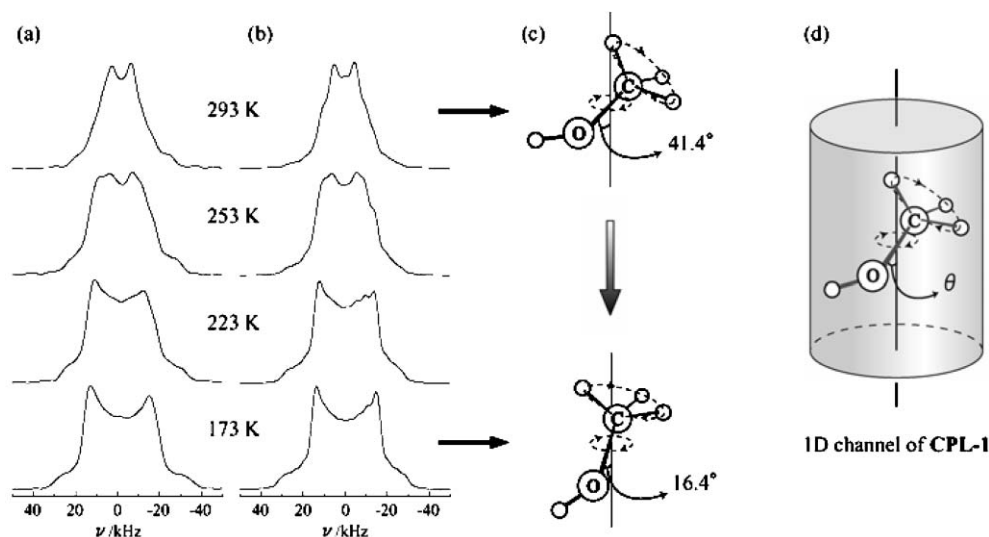 (a) (b) (c) (d)
293 K
253 K
223 K
173 K
40 20 0 -20 -40 40 20 0 -20 -40
ν /kHz ν /kHz
C
O
41.4°
C
O
16.4°
C
O
θ
1D channel of CPL-1